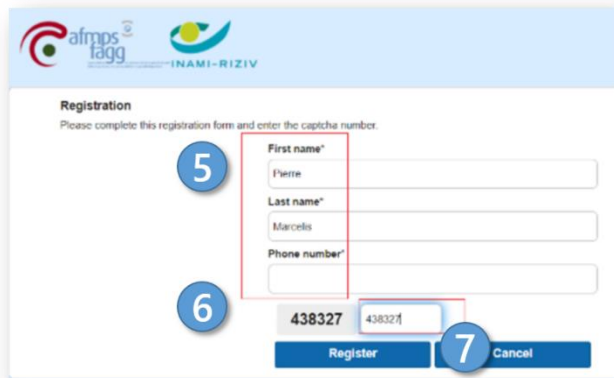 afmps
fagg
INAMI-RIZIV
Registration
Please complete this registration form and enter the captcha number.
5
First name*
Pierre
Last name*
Marcelis
Phone number*
6
438327 438327
7
Register Cancel